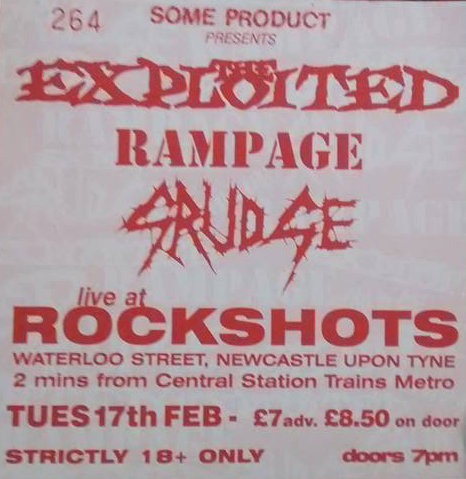 264
SOME PRODUCT
PRESENTS
THE
EXPLOITED
RAMPAGE
GRUDGE
live at
ROCKSHOTS
WATERLOO STREET, NEWCASTLE UPON TYNE
2 mins from Central Station Trains Metro
TUES 17th FEB - £7adv. £8.50 on door
STRICTLY 18+ ONLY doors 7pm